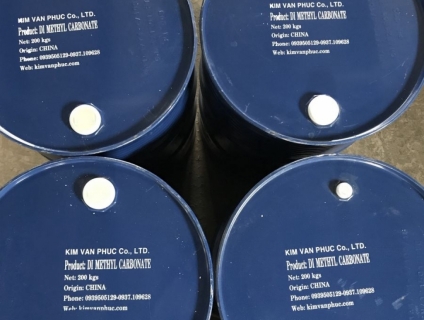 KIM VAN PHUC Co., LTD.
Product: DI METHYL CARBONATE
Net: 200 kgs
Origin: CHINA
Phone: 0939505129-0937.109628
Web: kimvanphuc.com
KIM VAN PHUC Co., LTD.
Product: DI METHYL CARBONATE
Net: 200 kgs
Origin: CHINA
Phone: 0939505129-0937.109628
Web: kimvanphuc.com
KIM VAN PHUC Co., LTD.
Product: DI METHYL CARBONATE
Net: 200 kgs
Origin: CHINA
Phone: 0939505129-0937.109628
Web: kimvanphuc.com
KIM VAN PHUC Co., LTD.
Product: DI METHYL CARBONATE
Net: 200 kgs
Origin: CHINA
Phone: 0939505129-0937.109628
Web: kimvanphuc.com